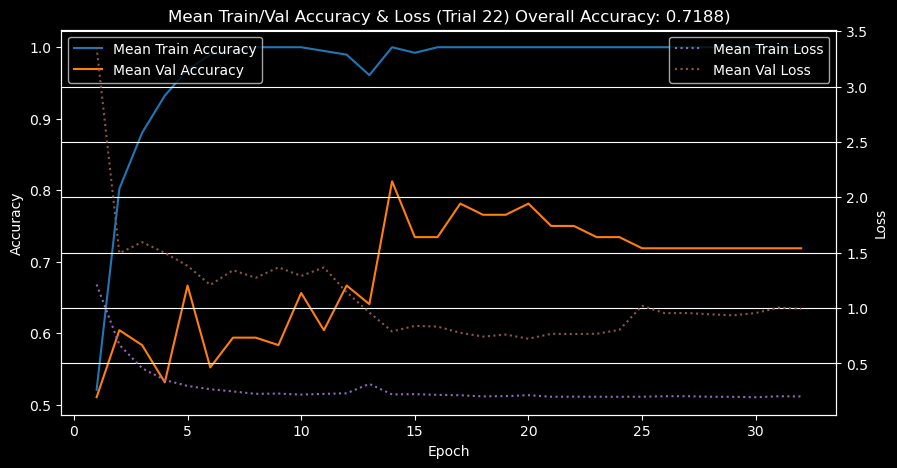 Mean Train/Val Accuracy & Loss (Trial 22) Overall Accuracy: 0.7188)
Mean Train Accuracy
Mean Val Accuracy
Mean Train Loss
Mean Val Loss
1.0
0.9
0.8
0.7
0.6
0.5
Accuracy
3.5
3.0
2.5
2.0
1.5
1.0
0.5
Loss
0 5 10 15 20 25 30
Epoch